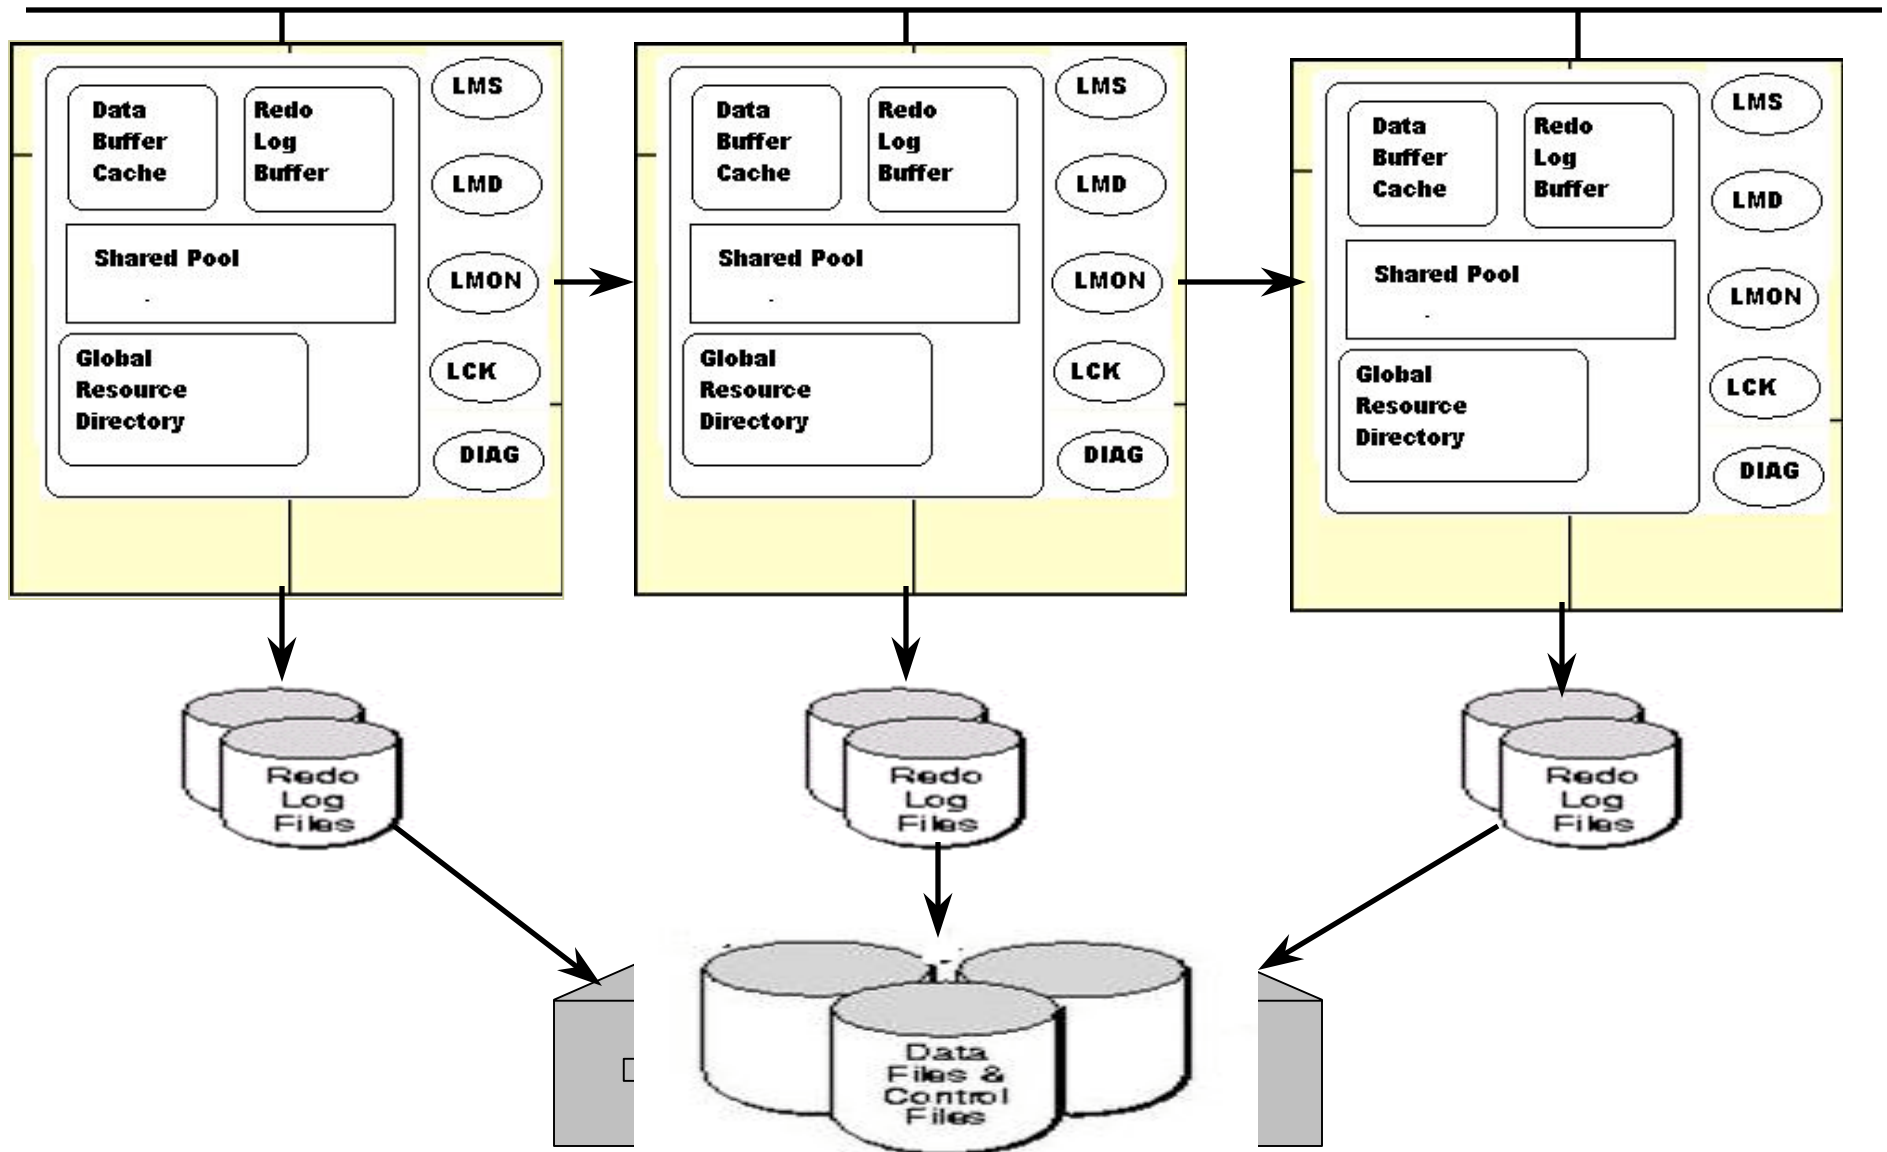 Data
Buffer
Cache
Redo
Log
Buffer
Shared Pool
Global
Resource
Directory
LMS
LMD
LMON
LCK
DIAG
Data
Buffer
Cache
Redo
Log
Buffer
Shared Pool
Global
Resource
Directory
LMS
LMD
LMON
LCK
DIAG
Data
Buffer
Cache
Redo
Log
Buffer
Shared Pool
Global
Resource
Directory
LMS
LMD
LMON
LCK
DIAG
Redo
Log
Files
Redo
Log
Files
Redo
Log
Files
Data
Files &
Control
Files